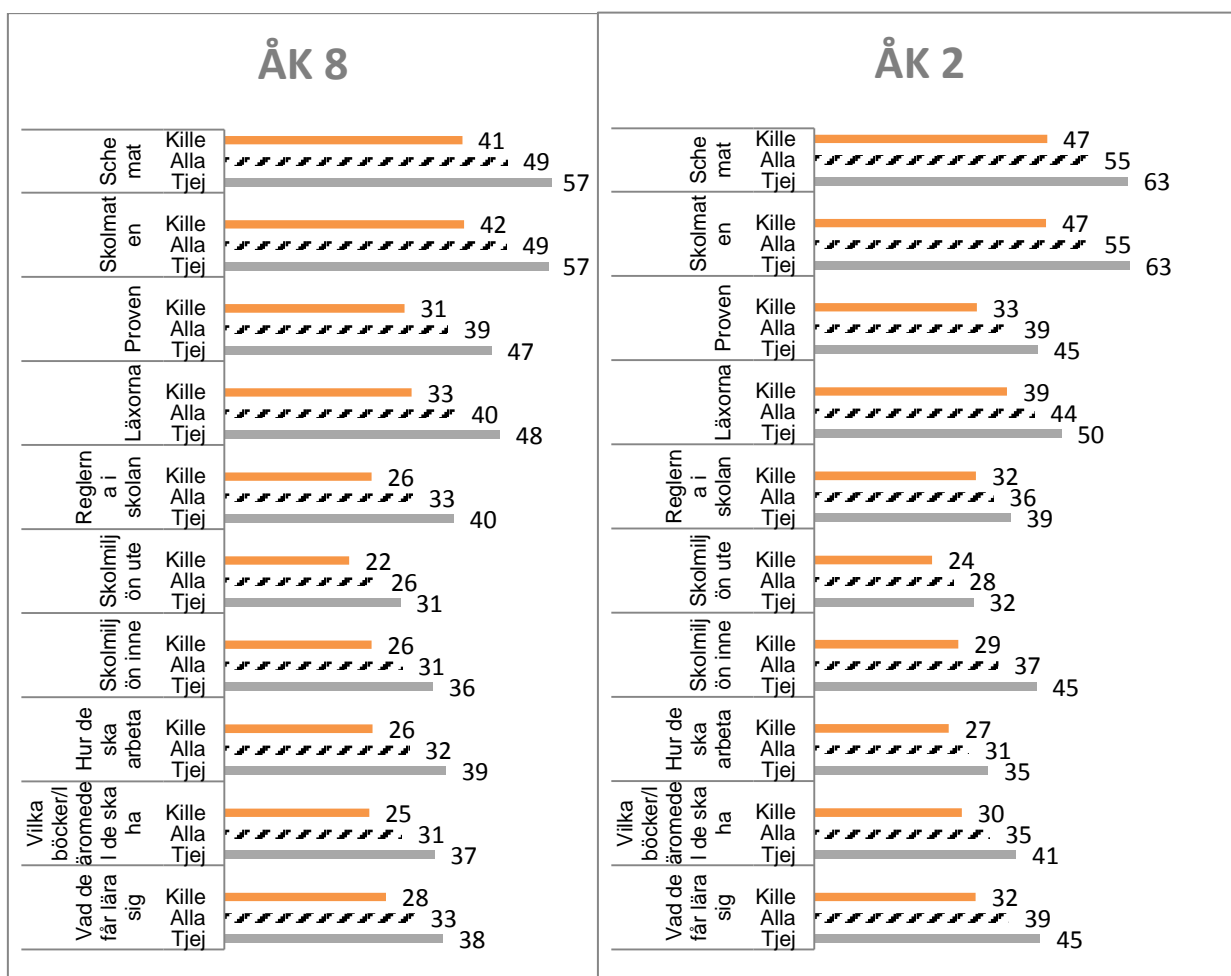 ÅK 8
Sche
mat
Kille 41
Alla 49
Tjej 57
Skolmat
en
Kille 42
Alla 49
Tjej 57
Proven
Kille 31
Alla 39
Tjej 47
Läxorna
Kille 33
Alla 40
Tjej 48
Reglern
a i
skolan
Kille 26
Alla 33
Tjej 40
Skolmilj
ön ute
Kille 22
Alla 26
Tjej 31
Skolmilj
ön inne
Kille 26
Alla 31
Tjej 36
Hur de
ska
arbeta
Kille 26
Alla 32
Tjej 39
Vilka
böcker/l
äromede
l de ska
ha
Kille 25
Alla 31
Tjej 37
Vad de
får lära
sig
Kille 28
Alla 33
Tjej 38
ÅK 2
Sche
mat
Kille 47
Alla 55
Tjej 63
Skolmat
en
Kille 47
Alla 55
Tjej 63
Proven
Kille 33
Alla 39
Tjej 45
Läxorna
Kille 39
Alla 44
Tjej 50
Reglern
a i
skolan
Kille 32
Alla 36
Tjej 39
Skolmilj
ön ute
Kille 24
Alla 28
Tjej 32
Skolmilj
ön inne
Kille 29
Alla 37
Tjej 45
Hur de
ska
arbeta
Kille 27
Alla 31
Tjej 35
Vilka
böcker/l
äromede
l de ska
ha
Kille 30
Alla 35
Tjej 41
Vad de
får lära
sig
Kille 32
Alla 39
Tjej 45